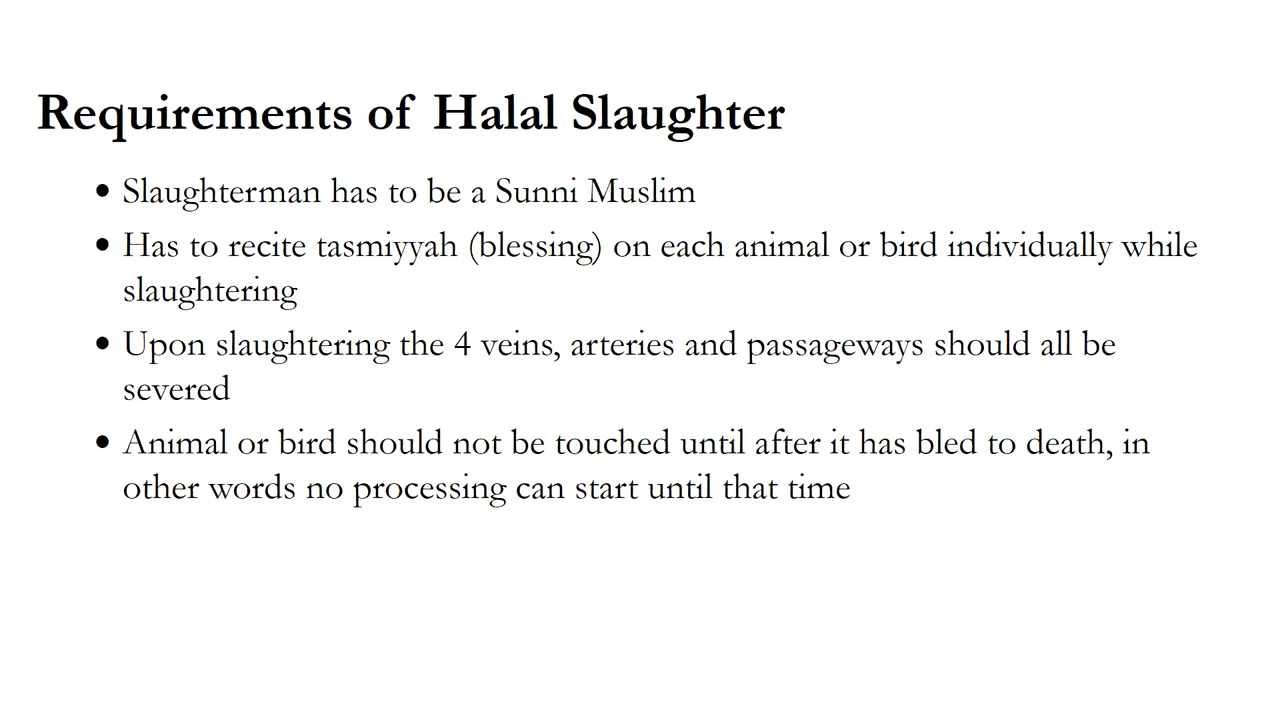 Requirements of Halal Slaughter
• Slaughterman has to be a Sunni Muslim
• Has to recite tasmiyyah (blessing) on each animal or bird individually while
slaughtering
• Upon slaughtering the 4 veins, arteries and passageways should all be
severed
• Animal or bird should not be touched until after it has bled to death, in
other words no processing can start until that time